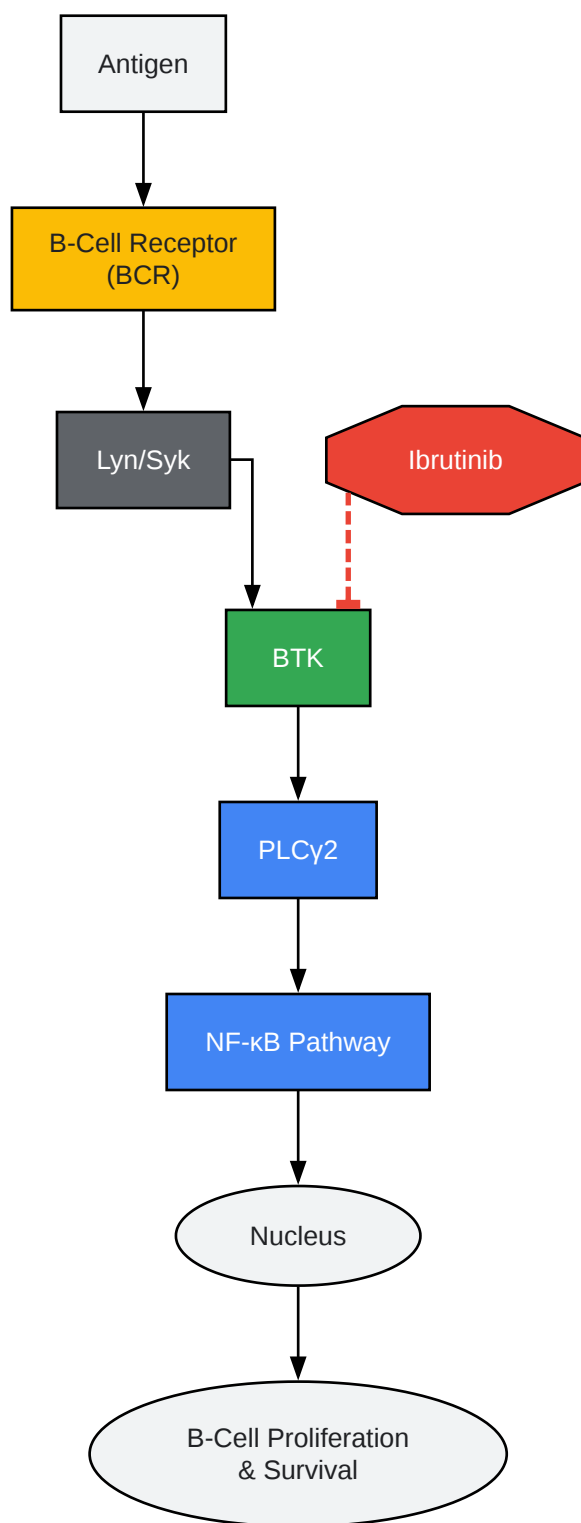 Antigen
B-Cell Receptor
(BCR)
Lyn/Syk
Ibrutinib
BTK
PLCγ2
NF-κB Pathway
Nucleus
B-Cell Proliferation
& Survival